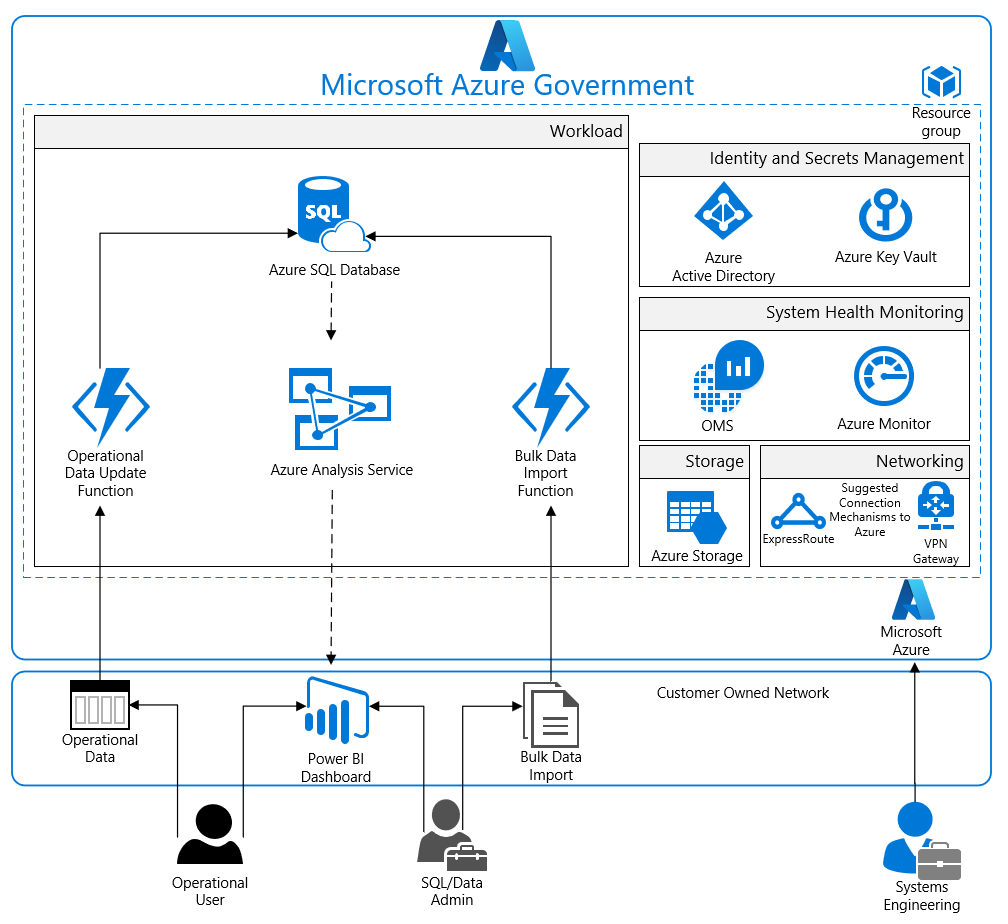 Microsoft Azure Government
Resource
group
Workload
SQL
Azure SQL Database
Operational
Data Update
Function
Azure Analysis Service
Bulk Data
Import
Function
Identity and Secrets Management
Azure
Active Directory
Azure Key Vault
System Health Monitoring
OMS
Azure Monitor
Storage
Azure Storage
Networking
ExpressRoute
Suggested
Connection
Mechanisms to
Azure
VPN
Gateway
Microsoft
Azure
Customer Owned Network
Operational
Data
Power BI
Dashboard
Bulk Data
Import
Operational
User
SQL/Data
Admin
Systems
Engineering